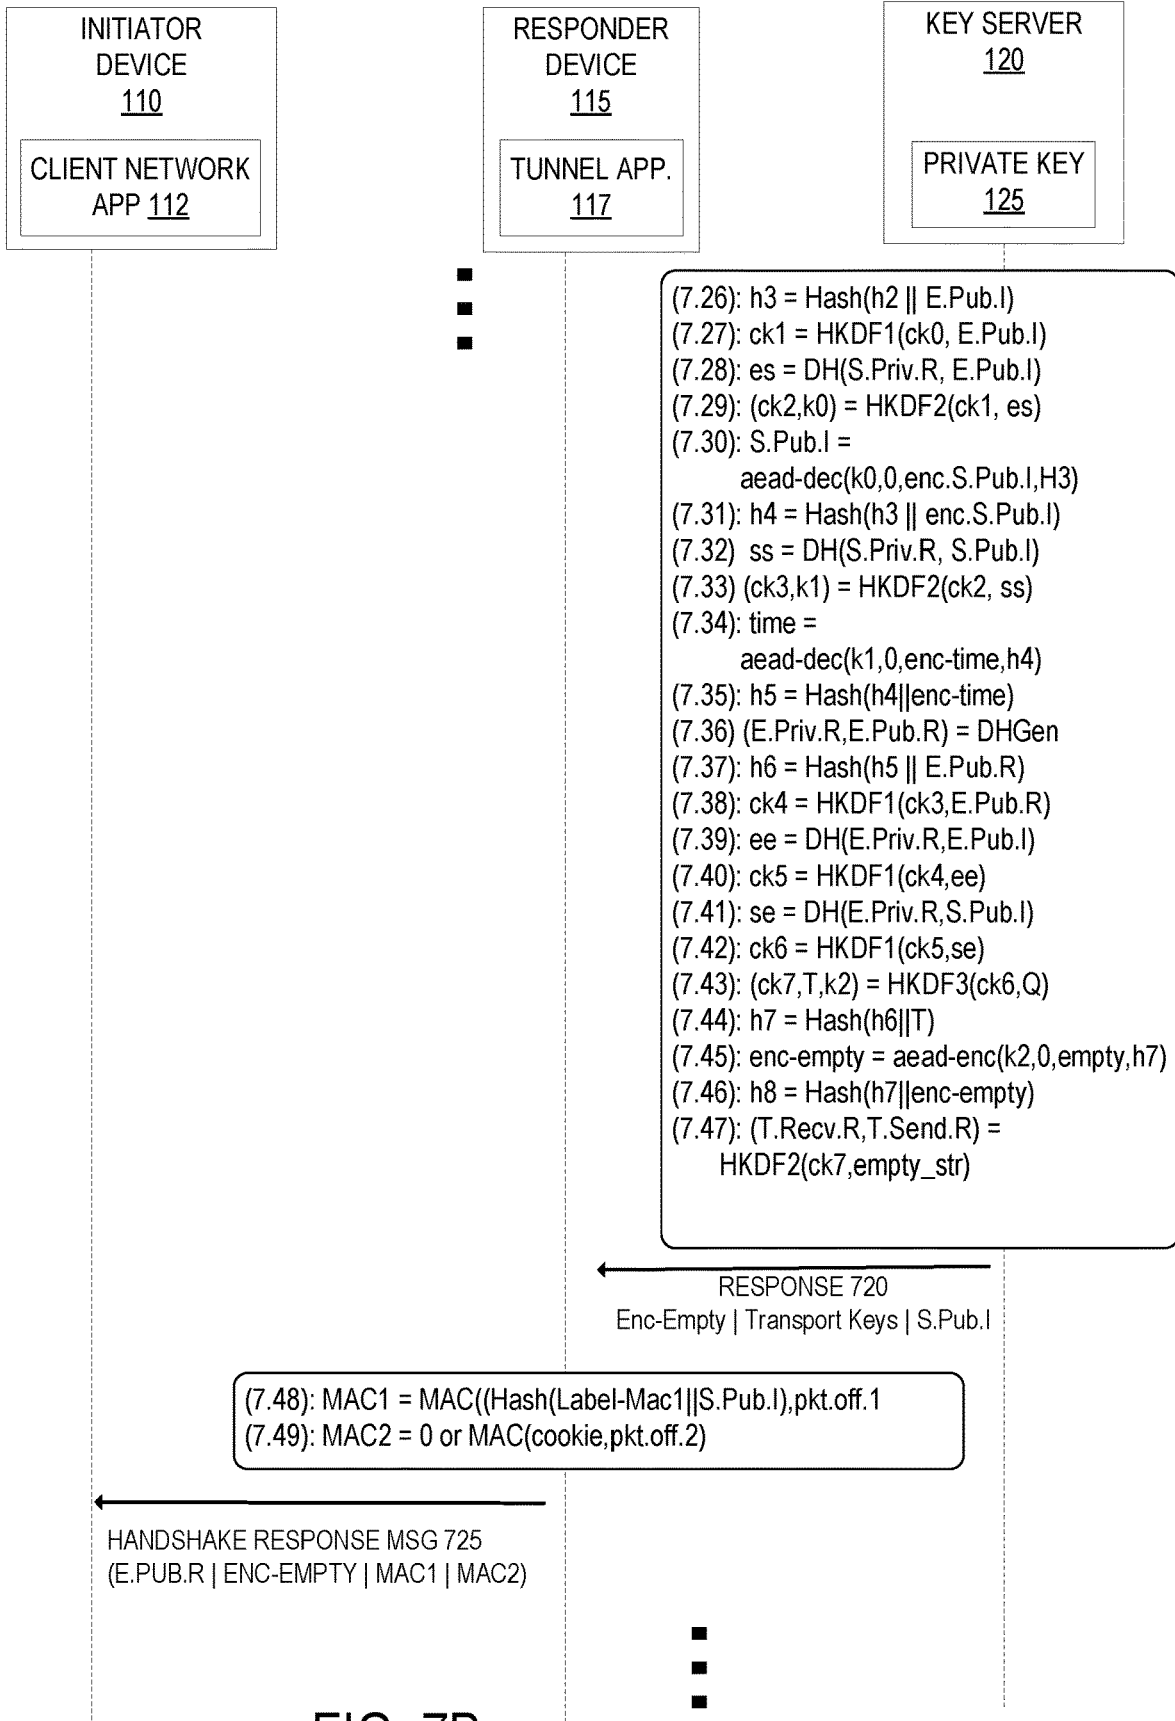 INITIATOR
DEVICE
110
CLIENT NETWORK
APP 112
RESPONDER
DEVICE
115
TUNNEL APP.
117
KEY SERVER
120
PRIVATE KEY
125
(7.26): h3 = Hash(h2 || E.Pub.I)
(7.27): ck1 = HKDF1(ck0, E.Pub.I)
(7.28): es = DH(S.Priv.R, E.Pub.I)
(7.29): (ck2,k0) = HKDF2(ck1, es)
(7.30): S.Pub.I =
aead-dec(k0,0,enc.S.Pub.I,H3)
(7.31): h4 = Hash(h3 || enc.S.Pub.I)
(7.32) ss = DH(S.Priv.R, S.Pub.I)
(7.33) (ck3,k1) = HKDF2(ck2, ss)
(7.34): time =
aead-dec(k1,0,enc-time,h4)
(7.35): h5 = Hash(h4||enc-time)
(7.36) (E.Priv.R,E.Pub.R) = DHGen
(7.37): h6 = Hash(h5 || E.Pub.R)
(7.38): ck4 = HKDF1(ck3,E.Pub.R)
(7.39): ee = DH(E.Priv.R,E.Pub.I)
(7.40): ck5 = HKDF1(ck4,ee)
(7.41): se = DH(E.Priv.R,S.Pub.I)
(7.42): ck6 = HKDF1(ck5,se)
(7.43): (ck7,T,k2) = HKDF3(ck6,Q)
(7.44): h7 = Hash(h6||T)
(7.45): enc-empty = aead-enc(k2,0,empty,h7)
(7.46): h8 = Hash(h7||enc-empty)
(7.47): (T.Recv.R,T.Send.R) =
HKDF2(ck7,empty_str)
RESPONSE 720
Enc-Empty | Transport Keys | S.Pub.I
(7.48): MAC1 = MAC((Hash(Label-Mac1||S.Pub.I),pkt.off.1
(7.49): MAC2 = 0 or MAC(cookie,pkt.off.2)
HANDSHAKE RESPONSE MSG 725
(E.PUB.R | ENC-EMPTY | MAC1 | MAC2)